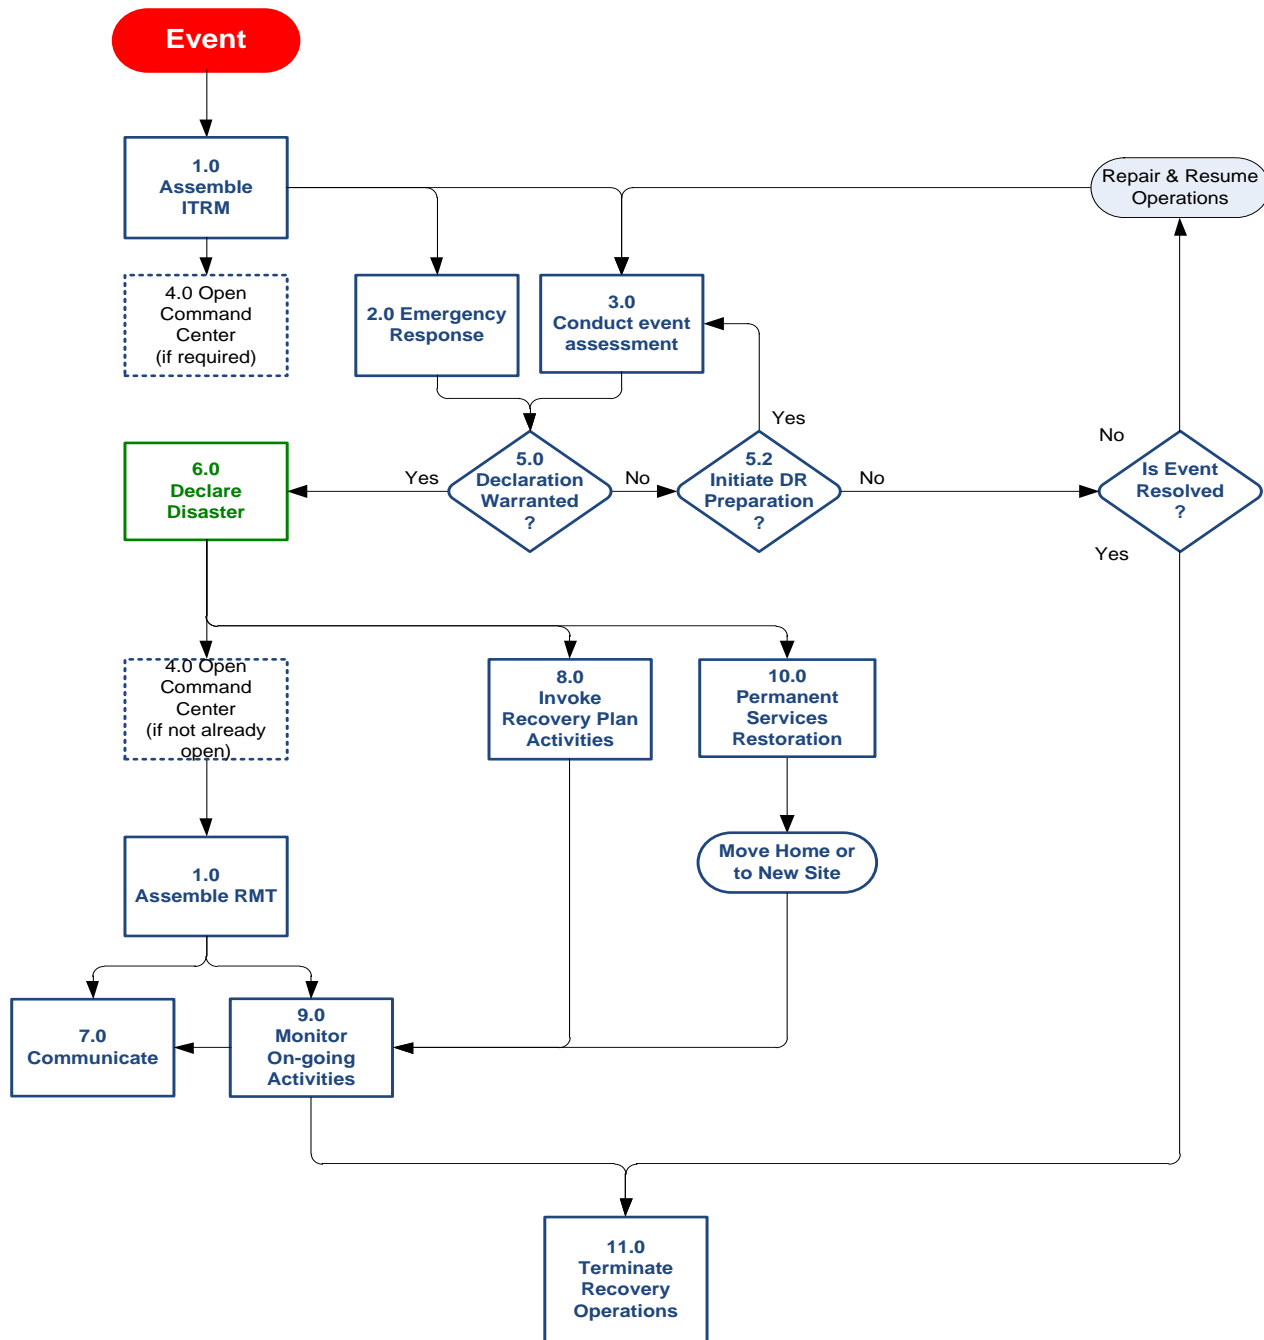 Event
1.0
Assemble
ITRM
Repair & Resume
Operations
4.0 Open
Command
Center
(if required)
2.0 Emergency
Response
3.0
Conduct event
assessment
Yes
No
6.0
Declare
Disaster
Yes
5.0
Declaration
Warranted
?
No
5.2
Initiate DR
Preparation
?
No
Is Event
Resolved
?
Yes
4.0 Open
Command
Center
(if not already
open)
8.0
Invoke
Recovery Plan
Activities
10.0
Permanent
Services
Restoration
1.0
Assemble RMT
Move Home or
to New Site
7.0
Communicate
9.0
Monitor
On-going
Activities
11.0
Terminate
Recovery
Operations